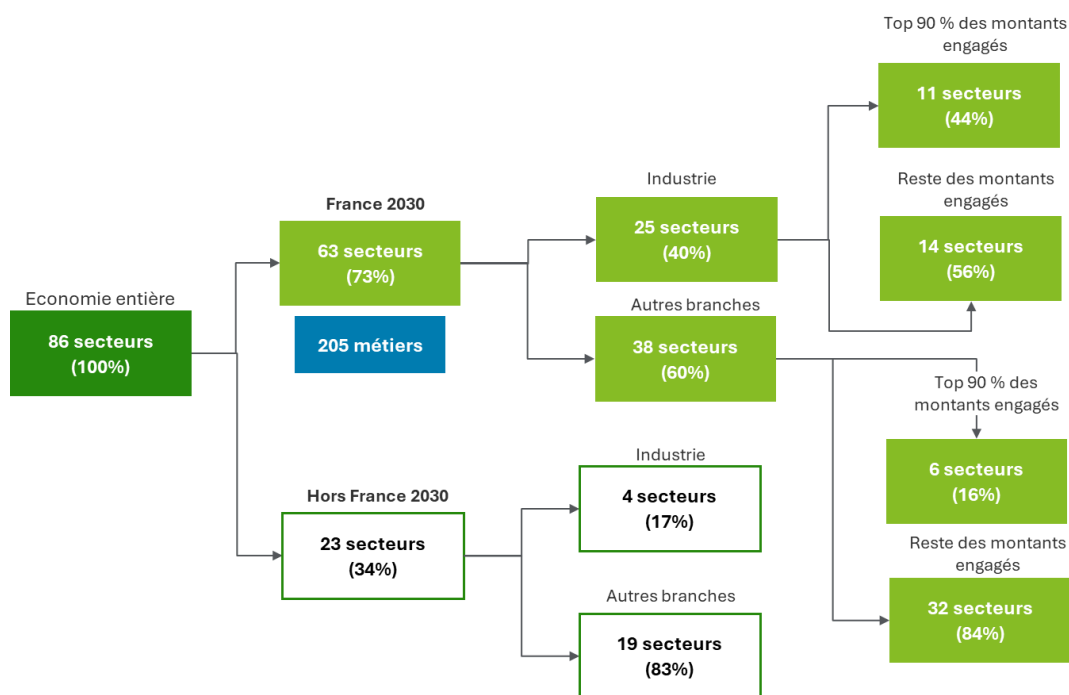 Economie entière
86 secteurs
(100%)
France 2030
63 secteurs
(73%)
205 métiers
Hors France 2030
23 secteurs
(34%)
Industrie
25 secteurs
(40%)
Autres branches
38 secteurs
(60%)
Industrie
4 secteurs
(17%)
Autres branches
19 secteurs
(83%)
Top 90 % des montants
engagés
11 secteurs
(44%)
Reste des montants
engagés
14 secteurs
(56%)
Top 90 % des
montants engagés
6 secteurs
(16%)
Reste des montants
engagés
32 secteurs
(84%)